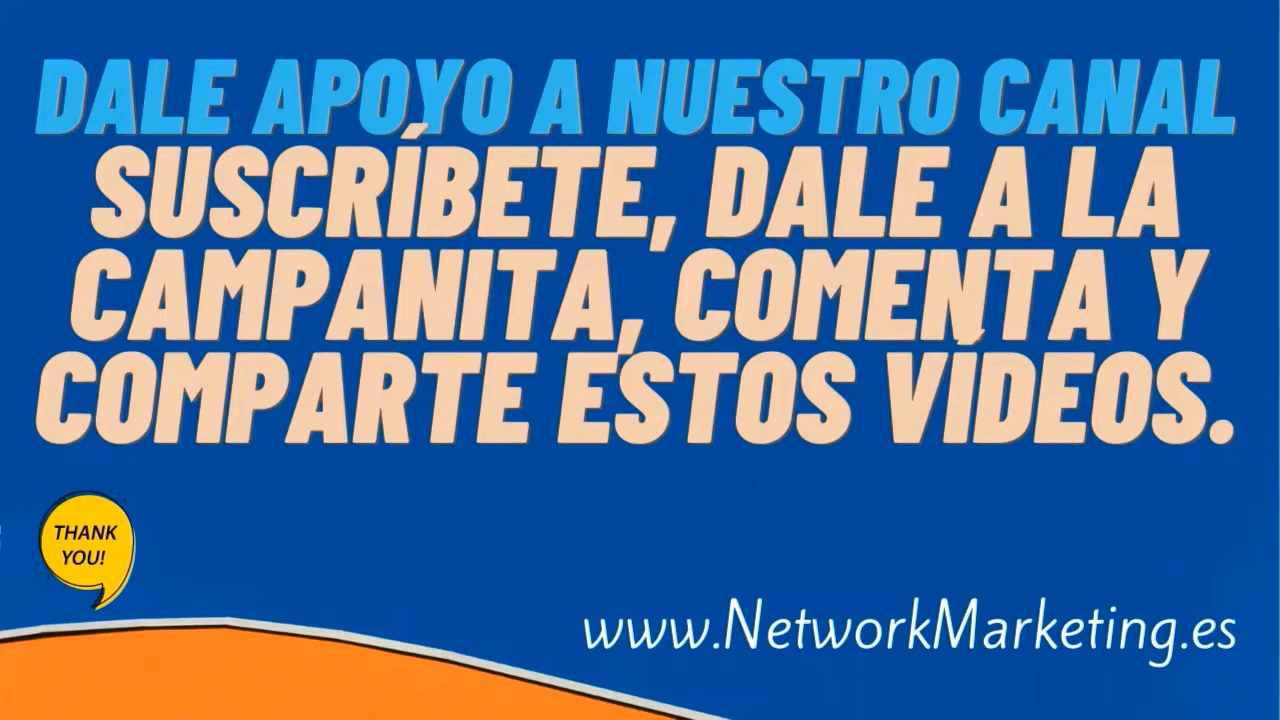 DALE APOYO A NUESTRO CANAL
SUSCRÍBETE, DALE A LA
CAMPANITA, COMENTA Y
COMPARTE ESTOS VÍDEOS.
THANK
YOU!
www.NetworkMarketing.es